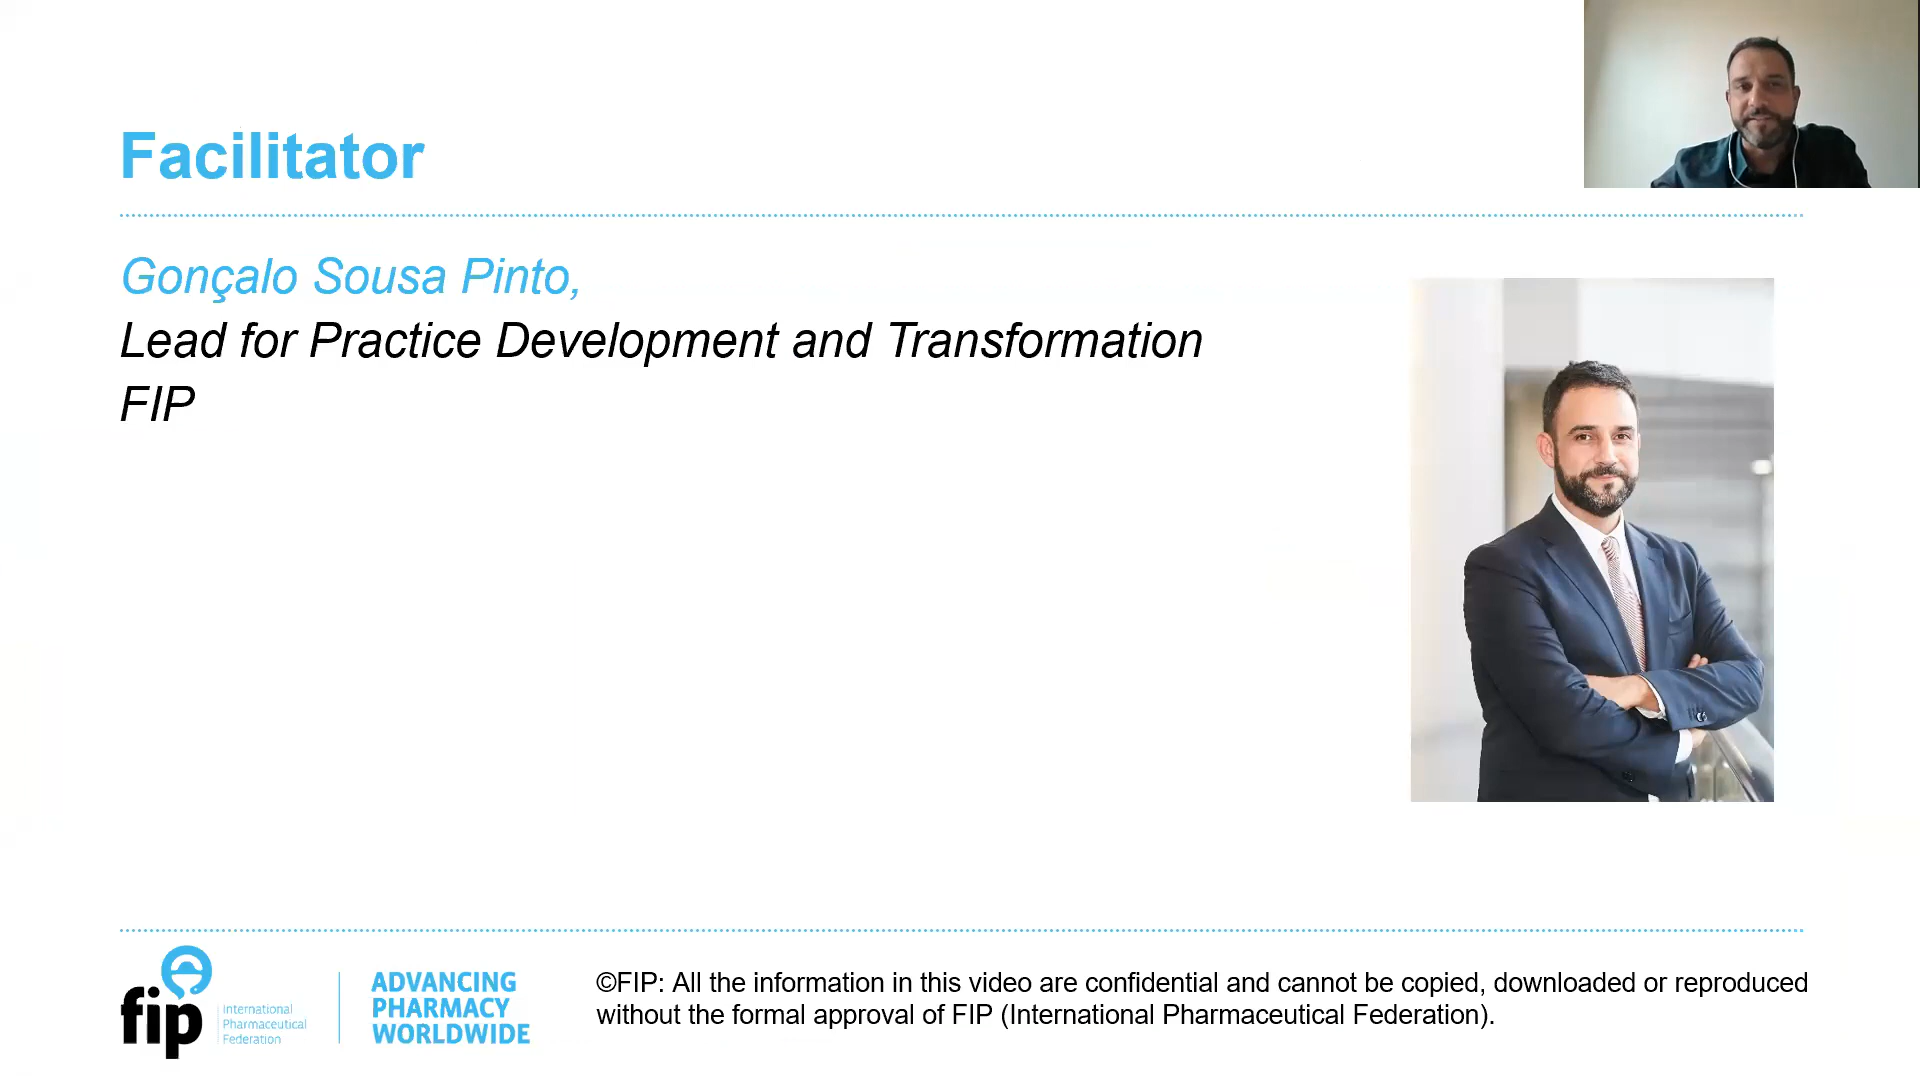 Facilitator
Gonçalo Sousa Pinto,
Lead for Practice Development and Transformation
FIP
fip
International
Pharmaceutical
Federation
ADVANCING
PHARMACY
WORLDWIDE
©FIP: All the information in this video are confidential and cannot be copied, downloaded or reproduced
without the formal approval of FIP (International Pharmaceutical Federation).